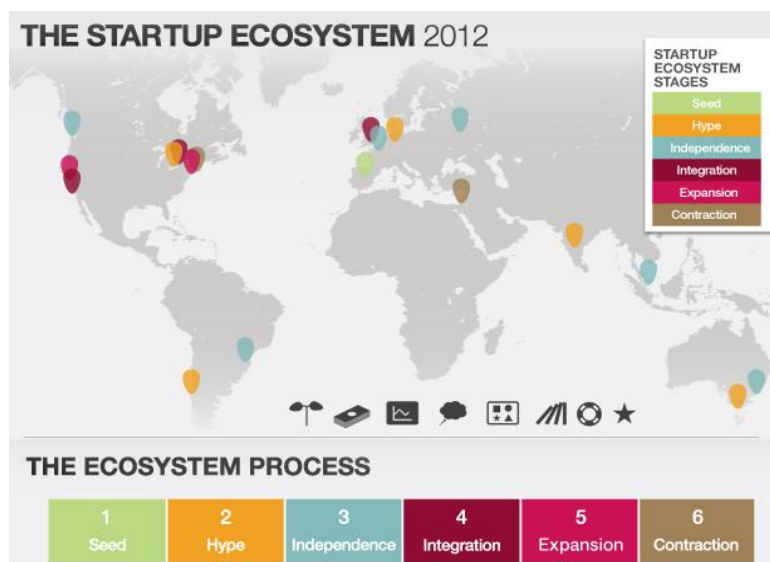 THE STARTUP ECOSYSTEM 2012
STARTUP
ECOSYSTEM
STAGES
Seed
Hype
Independence
Integration
Expansion
Contraction
THE ECOSYSTEM PROCESS
1
Seed
2
Hype
3
Independence
4
Integration
5
Expansion
6
Contraction